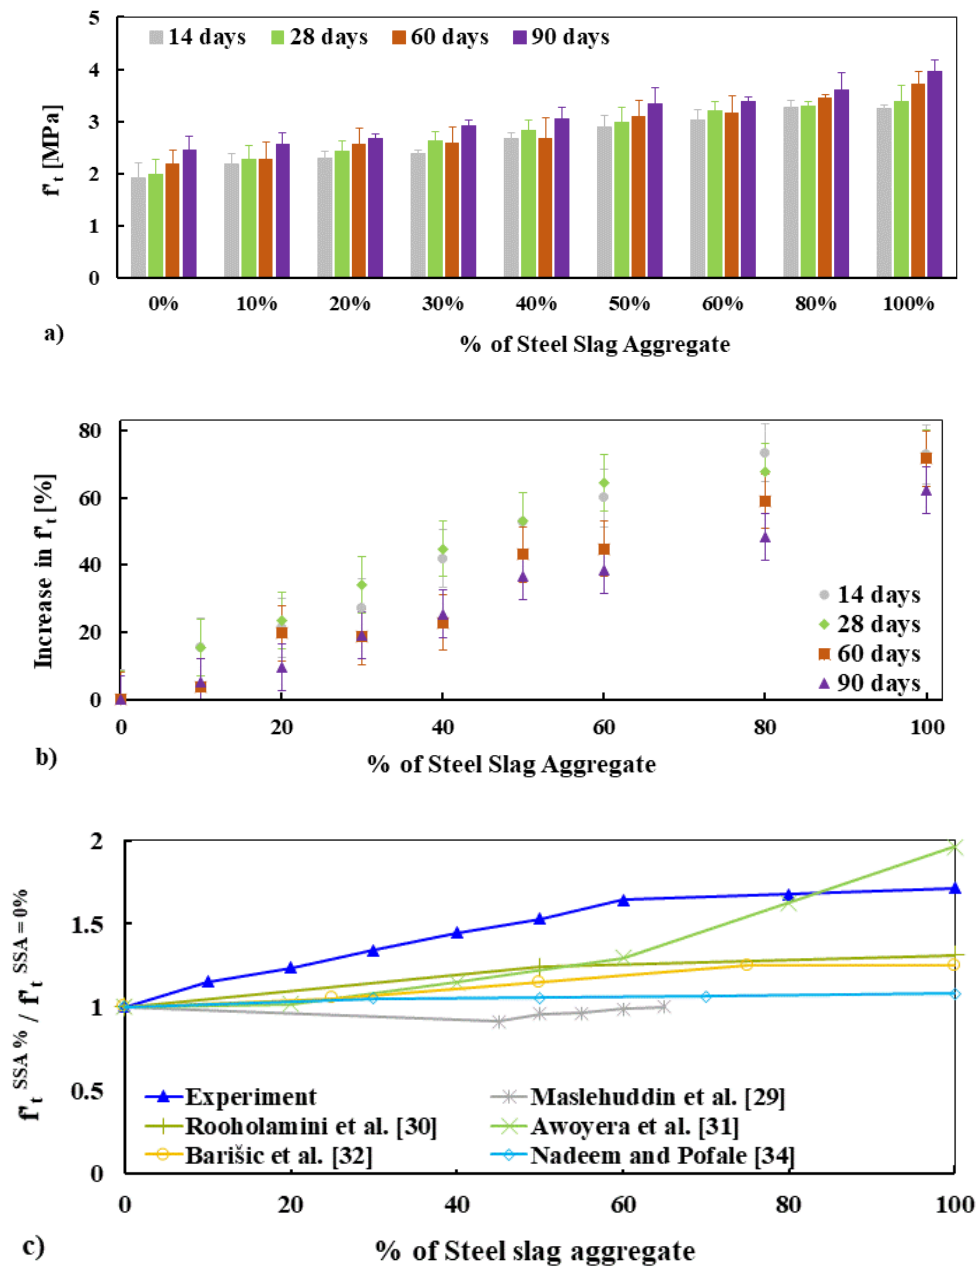 5
14 days 28 days 60 days 90 days
4
3
2
1
0
f't [MPa]
0% 10% 20% 30% 40% 50% 60% 80% 100%
a)
% of Steel Slag Aggregate
80
60
40
20
0
Increase in f't [%]
14 days
28 days
60 days
90 days
0 20 40 60 80 100
b)
% of Steel Slag Aggregate
2
1.5
1
0.5
0
f't SSA % / f't SSA = 0%
Experiment Maslehuddin et al. [29]
Rooholamini et al. [30] Awoyera et al. [31]
Barišic et al. [32] Nadeem and Pofale [34]
0 20 40 60 80 100
c)
% of Steel slag aggregate